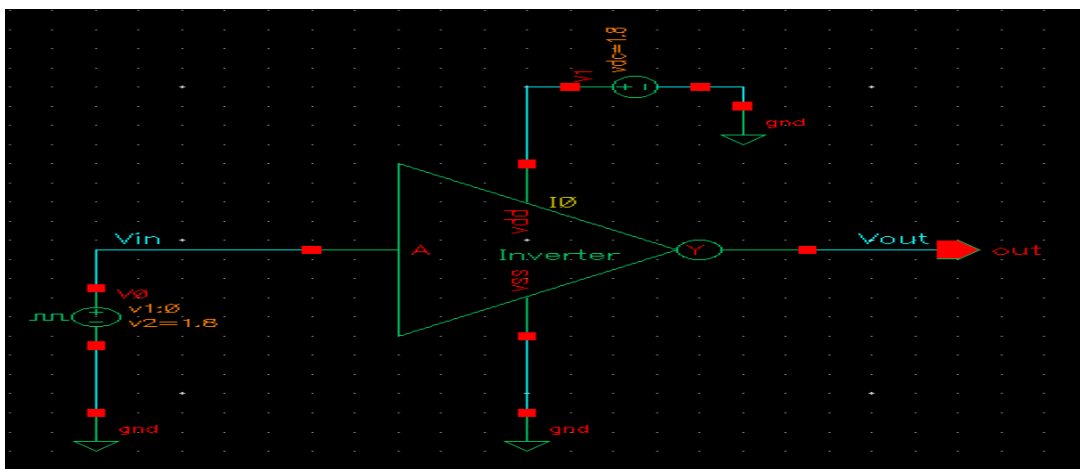 vdc=1.8
V1
gnd
I0
vdd
Vin
A
Inverter
Y
Vout
out
vss
V0
v1:0
v2=1.8
gnd
gnd